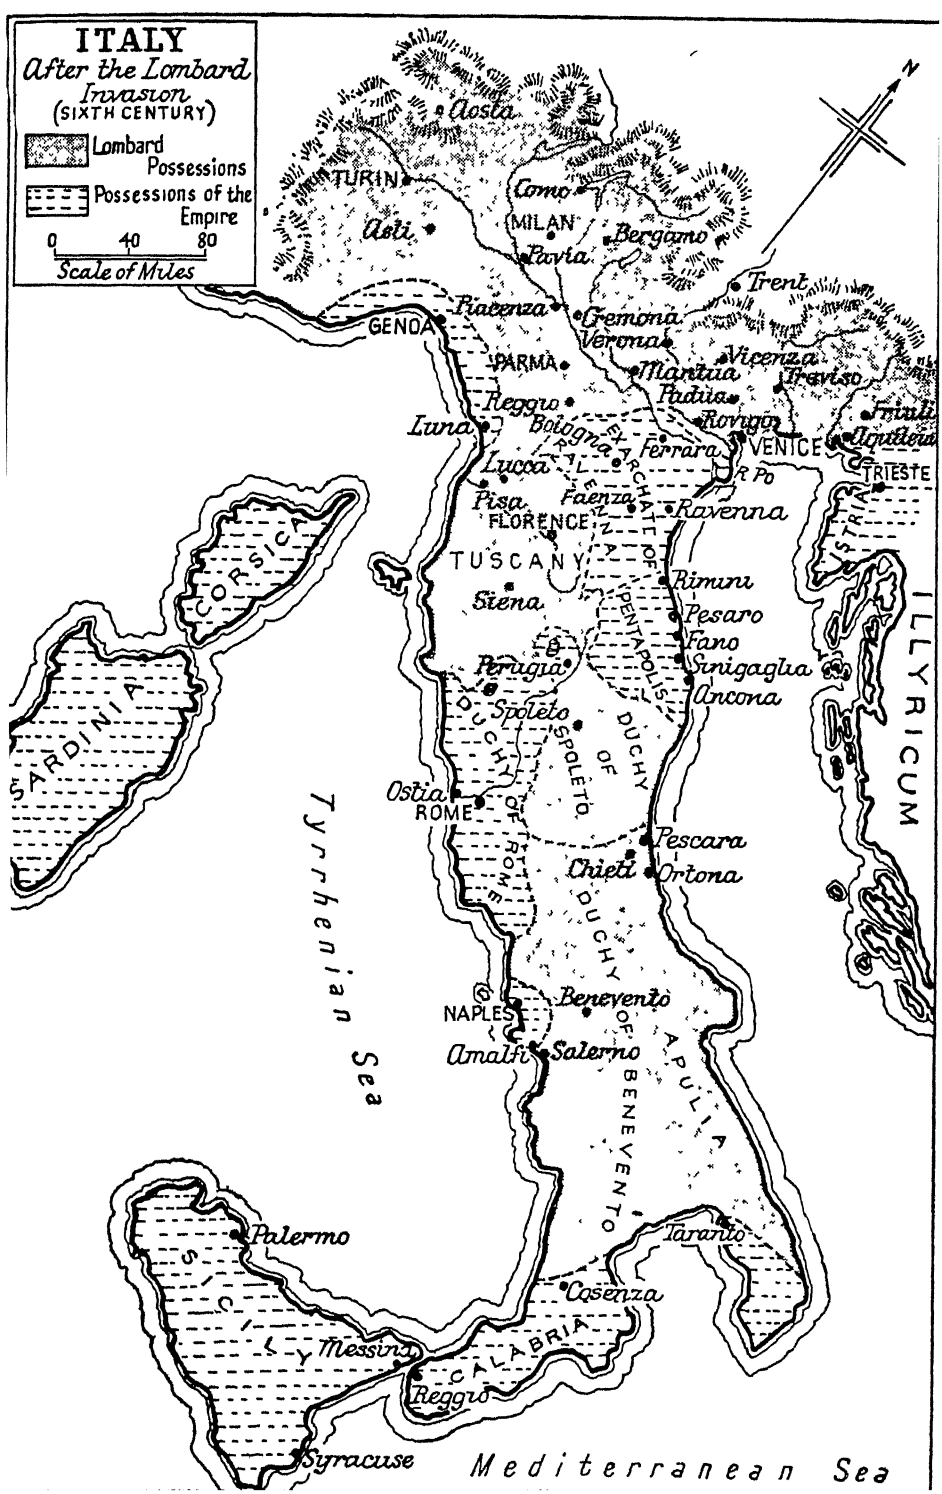 ITALY
After the Lombard
Invasion
(SIXTH CENTURY)
Lombard
Possessions
Possessions of the
Empire
0 40 80
Scale of Miles
N
Aosta
TURIN
Como
MILAN
Asti
Bergamo
Pavia
Trent
Piacenza
GENOA
Cremona
Verona
PARMA
Vicenza
Mantua
Treviso
Padua
Reggio
Friuli
Luna
Bologna
Rovigo
VENICE
Aquileia
Ferrara
R Po
TRIESTE
Lucca
Pisa
Faenza
EXARCHATE OF
RAVENNA
Ravenna
FLORENCE
ISTRIA
CORSICA
TUSCANY
Siena
Rimini
PENTAPOLIS
Pesaro
Fano
Sinigaglia
Ancona
ILLYRICUM
Perugia
SARDINIA
Spoleto
DUCHY
OF
SPOLETO
DUCHY OF ROME
Ostia
ROME
Pescara
Chieti
Ortona
Tyrrhenian Sea
DUCHY OF BENEVENTO
Benevento
NAPLES
Amalfi
Salerno
APULIA
Taranto
Palermo
SICILY
Cosenza
CALABRIA
Messina
Reggio
Syracuse
Mediterranean Sea